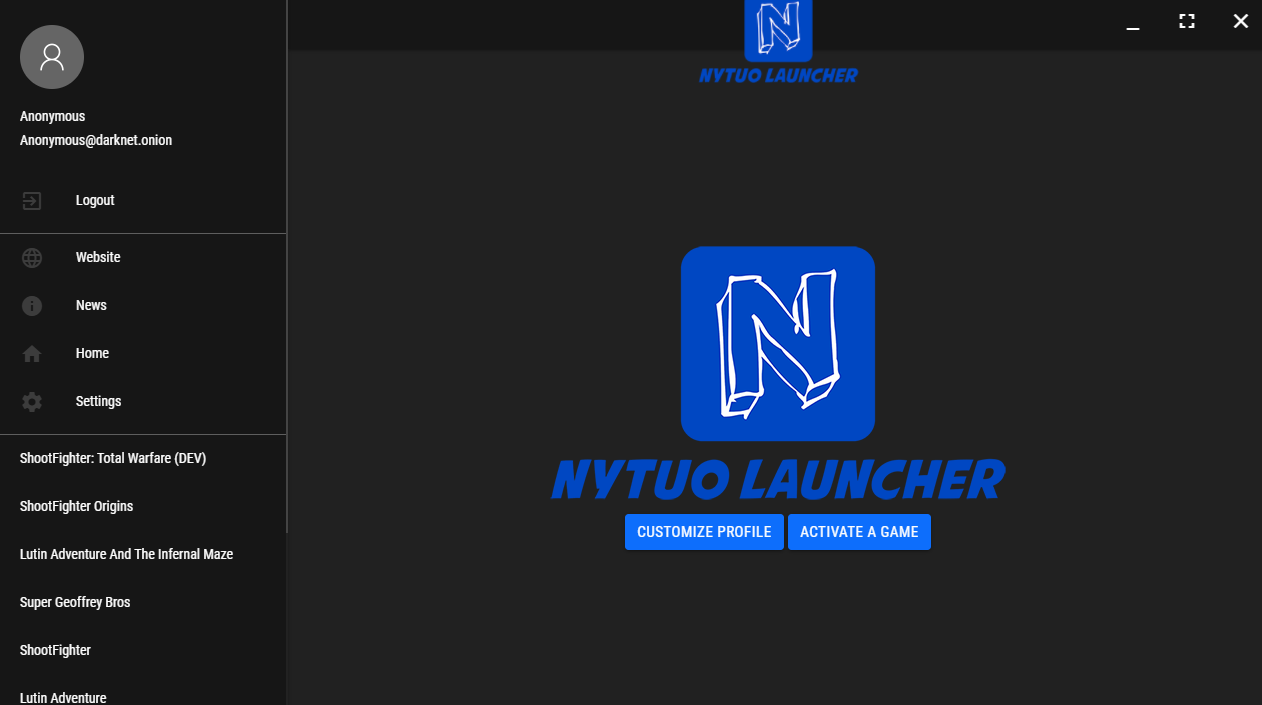 Anonymous
Anonymous@darknet.onion
Logout
Website
News
Home
Settings
ShootFighter: Total Warfare (DEV)
ShootFighter Origins
Lutin Adventure And The Infernal Maze
Super Geoffrey Bros
ShootFighter
Lutin Adventure
N
NYTUO LAUNCHER
N
NYTUO LAUNCHER
CUSTOMIZE PROFILE
ACTIVATE A GAME